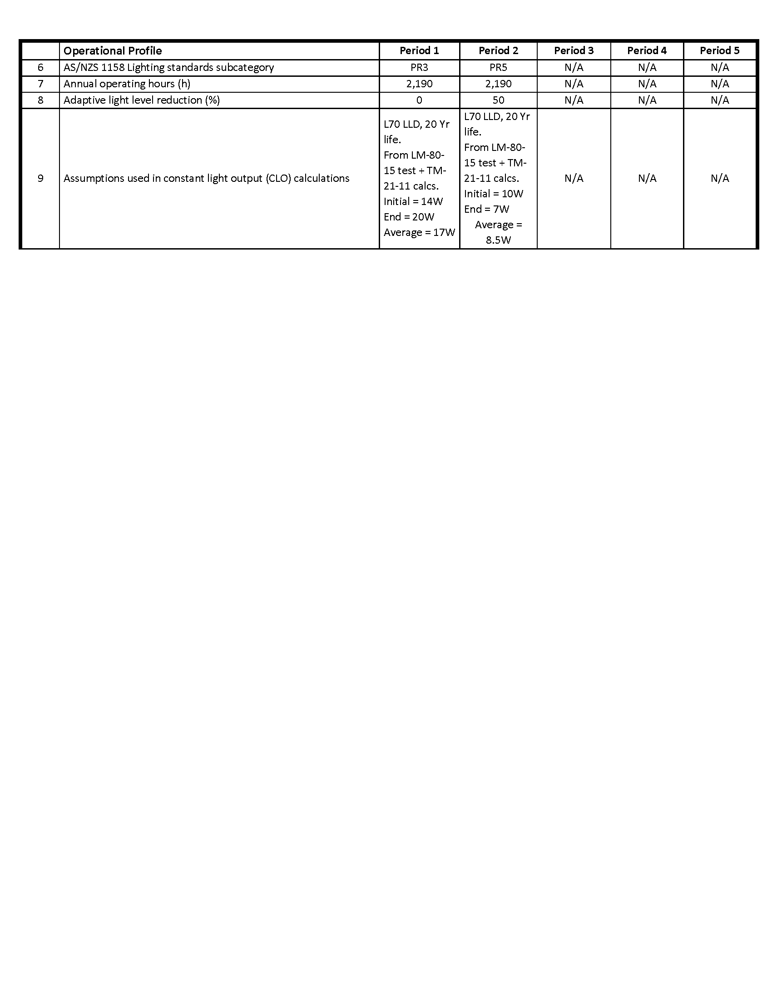 Operational Profile Period 1 Period 2 Period 3 Period 4 Period 5
6 AS/NZS 1158 Lighting standards subcategory PR3 PR5 N/A N/A N/A
7 Annual operating hours (h) 2,190 2,190 N/A N/A N/A
8 Adaptive light level reduction (%) 0 50 N/A N/A N/A
9 Assumptions used in constant light output (CLO) calculations
L70 LLD, 20 Yr
life.
From LM-80-
15 test + TM-
21-11 calcs.
Initial = 14W
End = 20W
Average = 17W
L70 LLD, 20 Yr
life.
From LM-80-
15 test + TM-
21-11 calcs.
Initial = 10W
End = 7W
Average =
8.5W
N/A N/A N/A